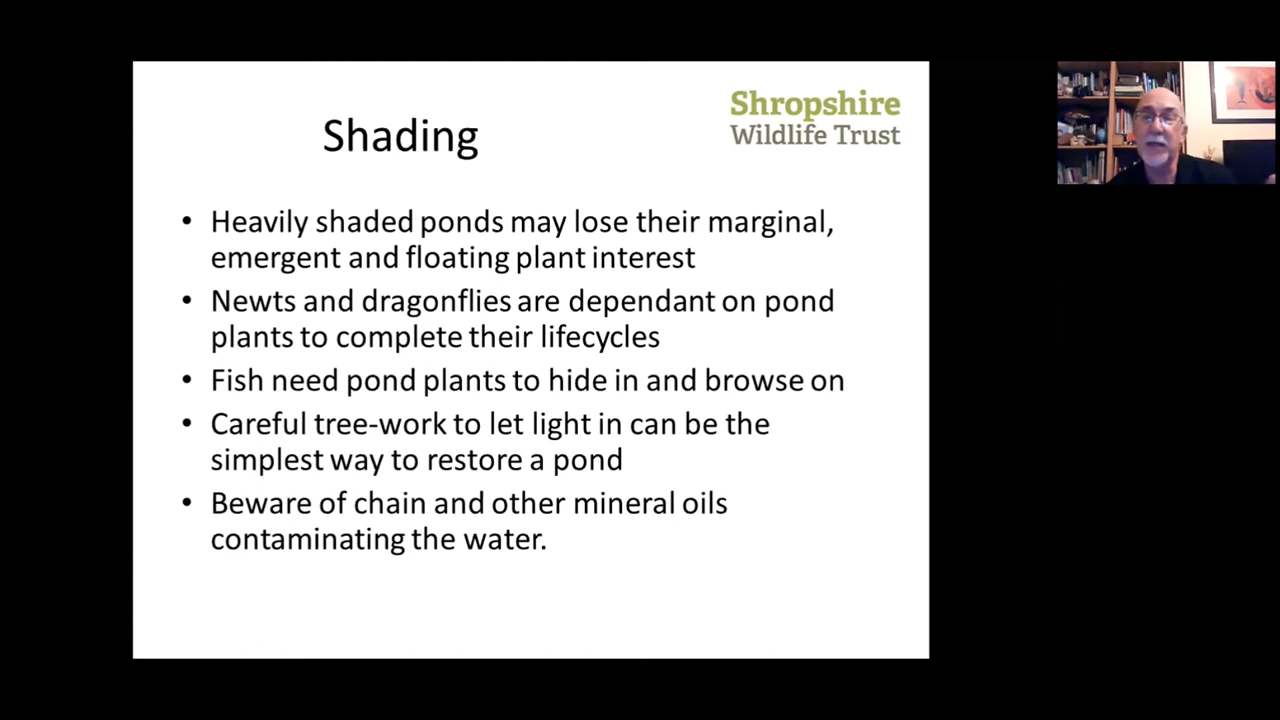 Shropshire
Wildlife Trust
Shading
• Heavily shaded ponds may lose their marginal,
emergent and floating plant interest
• Newts and dragonflies are dependant on pond
plants to complete their lifecycles
• Fish need pond plants to hide in and browse on
• Careful tree-work to let light in can be the
simplest way to restore a pond
• Beware of chain and other mineral oils
contaminating the water.